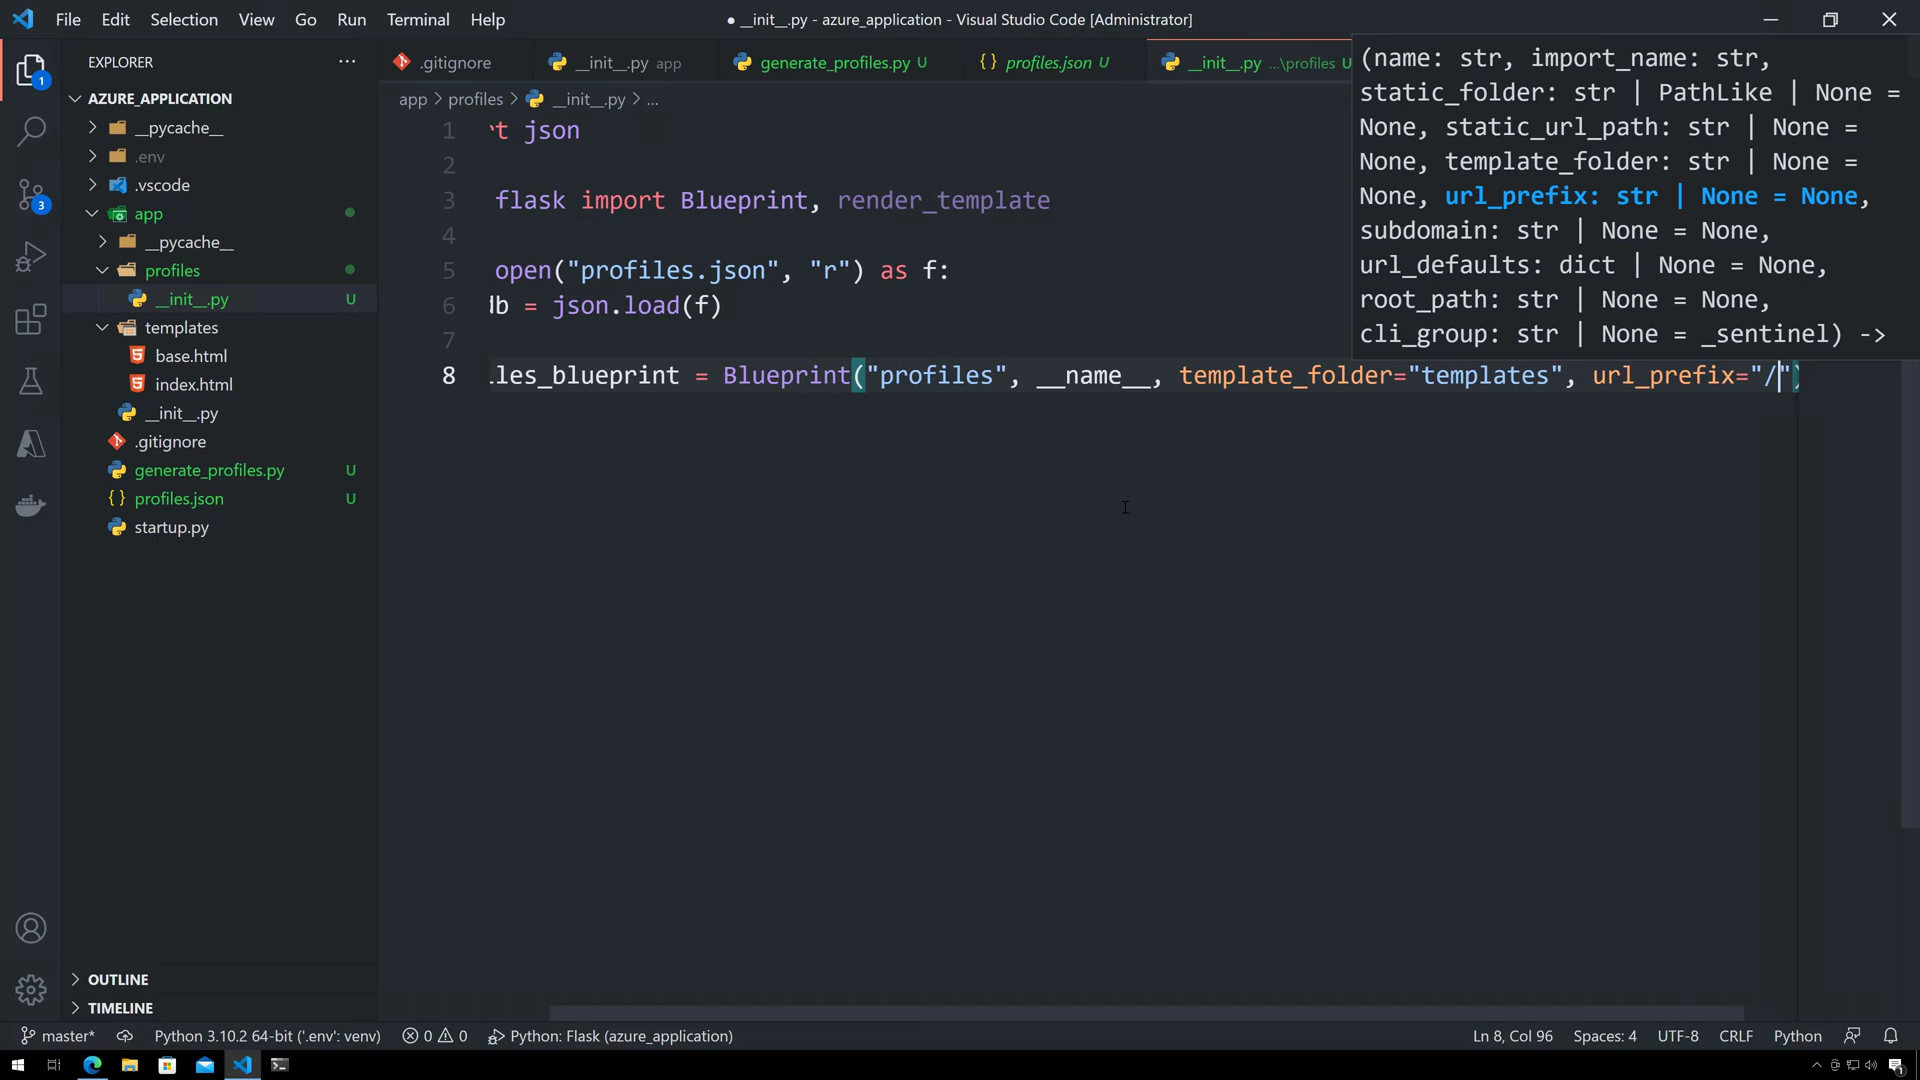 File Edit Selection View Go Run Terminal Help
● __init__.py - azure_application - Visual Studio Code [Administrator]
EXPLORER
AZURE_APPLICATION
__pycache__
.env
.vscode
app
__pycache__
profiles
__init__.py U
templates
base.html
index.html
__init__.py
.gitignore
generate_profiles.py U
profiles.json U
startup.py
OUTLINE
TIMELINE
1
3
.gitignore
__init__.py app
generate_profiles.py U
{} profiles.json U
__init__.py ...\profiles U
app > profiles > __init__.py > ...
1 t json
2
3 flask import Blueprint, render_template
4
5 open("profiles.json", "r") as f:
6 db = json.load(f)
7
8 .les_blueprint = Blueprint("profiles", __name__, template_folder="templates", url_prefix="/")
(name: str, import_name: str,
static_folder: str | PathLike | None =
None, static_url_path: str | None =
None, template_folder: str | None =
None, url_prefix: str | None = None,
subdomain: str | None = None,
url_defaults: dict | None = None,
root_path: str | None = None,
cli_group: str | None = _sentinel) ->
master* Python 3.10.2 64-bit ('.env': venv) 0 0 Python: Flask (azure_application) Ln 8, Col 96 Spaces: 4 UTF-8 CRLF Python
1